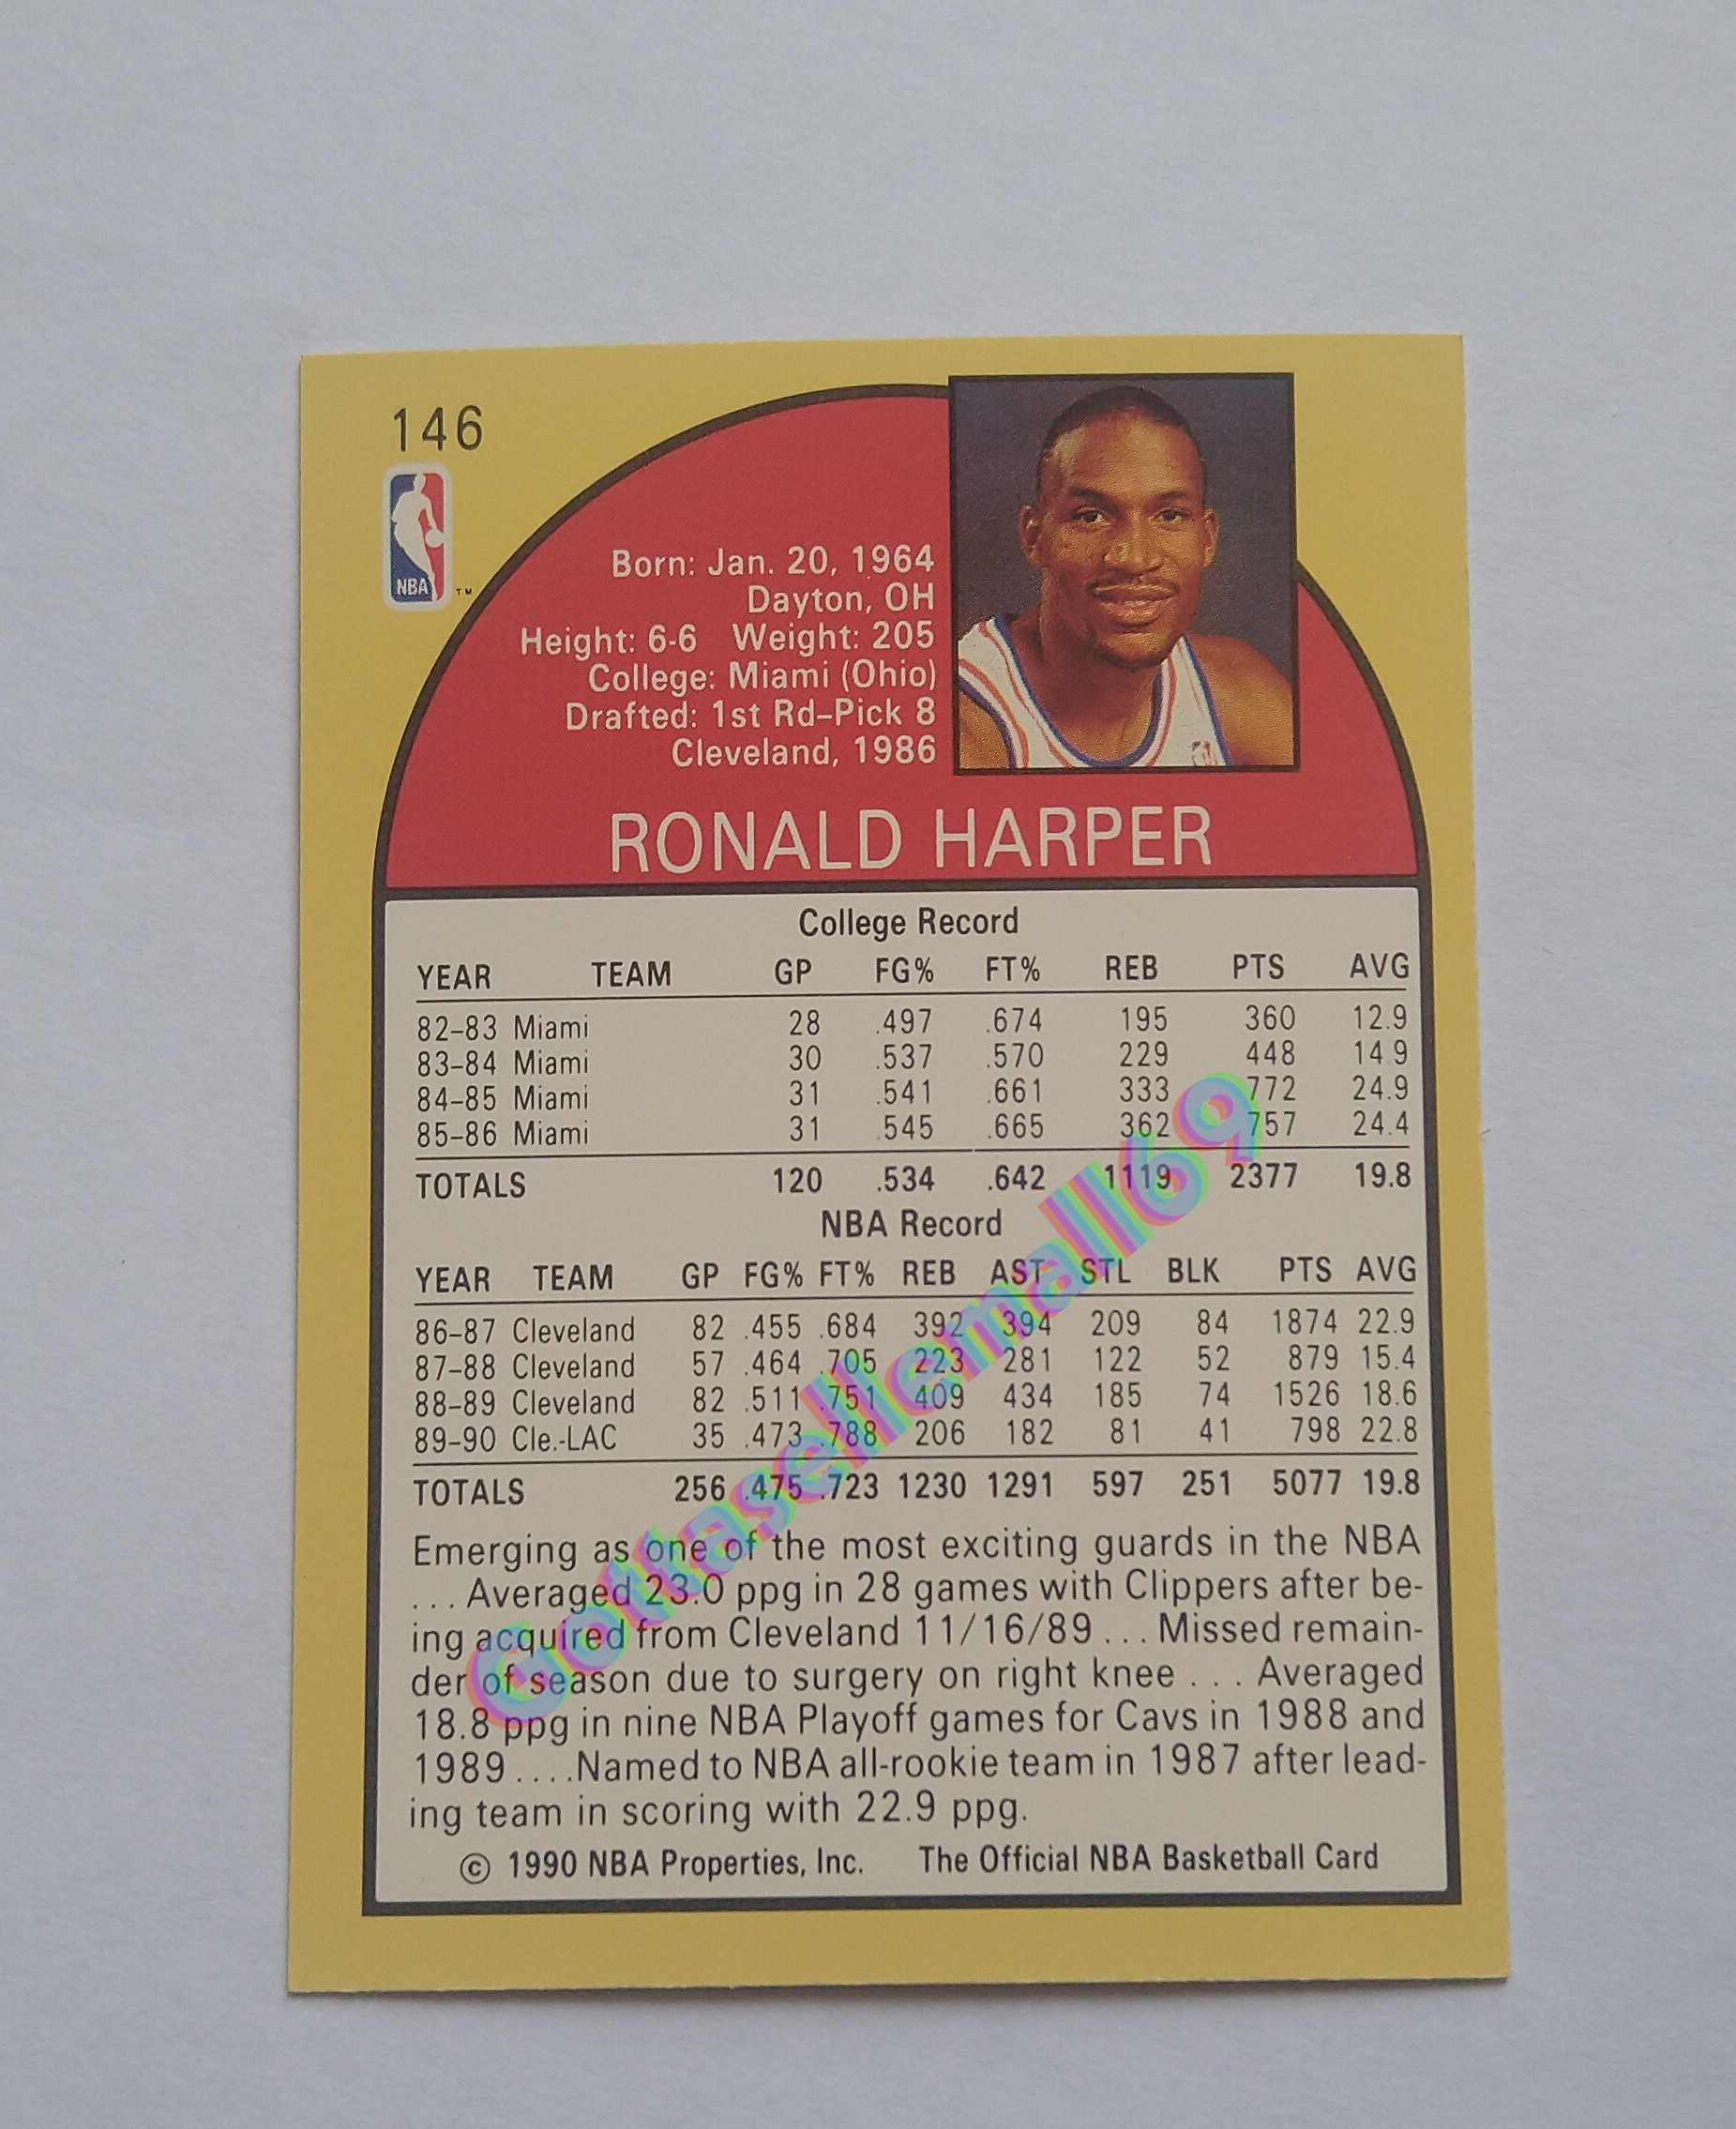 146
NBA
TM
Born: Jan. 20, 1964
Dayton, OH
Height: 6-6 Weight: 205
College: Miami (Ohio)
Drafted: 1st Rd–Pick 8
Cleveland, 1986
RONALD HARPER
College Record
YEAR TEAM GP FG% FT% REB PTS AVG
82–83 Miami 28 .497 .674 195 360 12.9
83–84 Miami 30 .537 .570 229 448 14.9
84–85 Miami 31 .541 .661 333 772 24.9
85–86 Miami 31 .545 .665 362 757 24.4
TOTALS 120 .534 .642 1119 2377 19.8
NBA Record
YEAR TEAM GP FG% FT% REB AST STL BLK PTS AVG
86–87 Cleveland 82 .455 .684 392 394 209 84 1874 22.9
87–88 Cleveland 57 .464 .705 223 281 122 52 879 15.4
88–89 Cleveland 82 .511 .751 409 434 185 74 1526 18.6
89–90 Cle.-LAC 35 .473 .788 206 182 81 41 798 22.8
TOTALS 256 .475 .723 1230 1291 597 251 5077 19.8
Emerging as one of the most exciting guards in the NBA
... Averaged 23.0 ppg in 28 games with Clippers after be-
ing acquired from Cleveland 11/16/89 ... Missed remain-
der of season due to surgery on right knee ... Averaged
18.8 ppg in nine NBA Playoff games for Cavs in 1988 and
1989 ....Named to NBA all-rookie team in 1987 after lead-
ing team in scoring with 22.9 ppg.
© 1990 NBA Properties, Inc. The Official NBA Basketball Card
Gottasellemall69